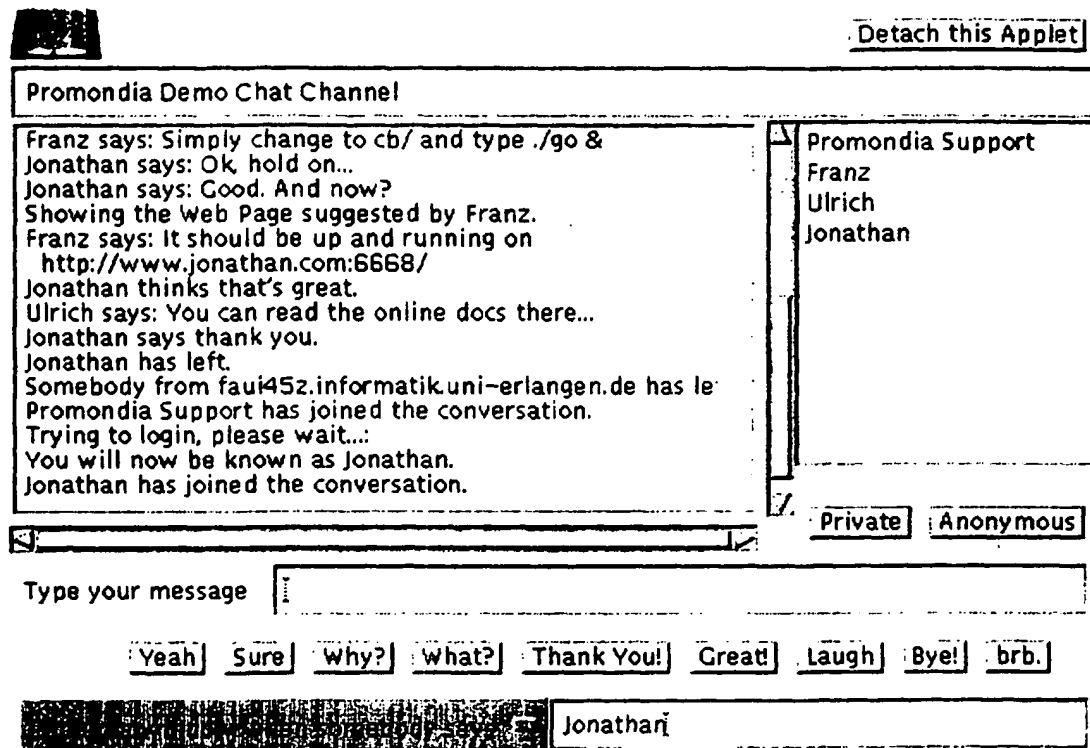 Detach this Applet
Promondia Demo Chat Channel
Franz says: Simply change to cb/ and type ./go &
Jonathan says: Ok, hold on...
Jonathan says: Good. And now?
Showing the Web Page suggested by Franz.
Franz says: It should be up and running on
http://www.jonathan.com:6668/
Jonathan thinks that's great.
Ulrich says: You can read the online docs there...
Jonathan says thank you.
Jonathan has left.
Somebody from faui45z.informatik.uni-erlangen.de has le
Promondia Support has joined the conversation.
Trying to login, please wait...:
You will now be known as Jonathan.
Jonathan has joined the conversation.
Promondia Support
Franz
Ulrich
Jonathan
Private Anonymous
Type your message
Yeah Sure Why? What? Thank You! Great! Laugh Bye! brb.
somebody says
Jonathan